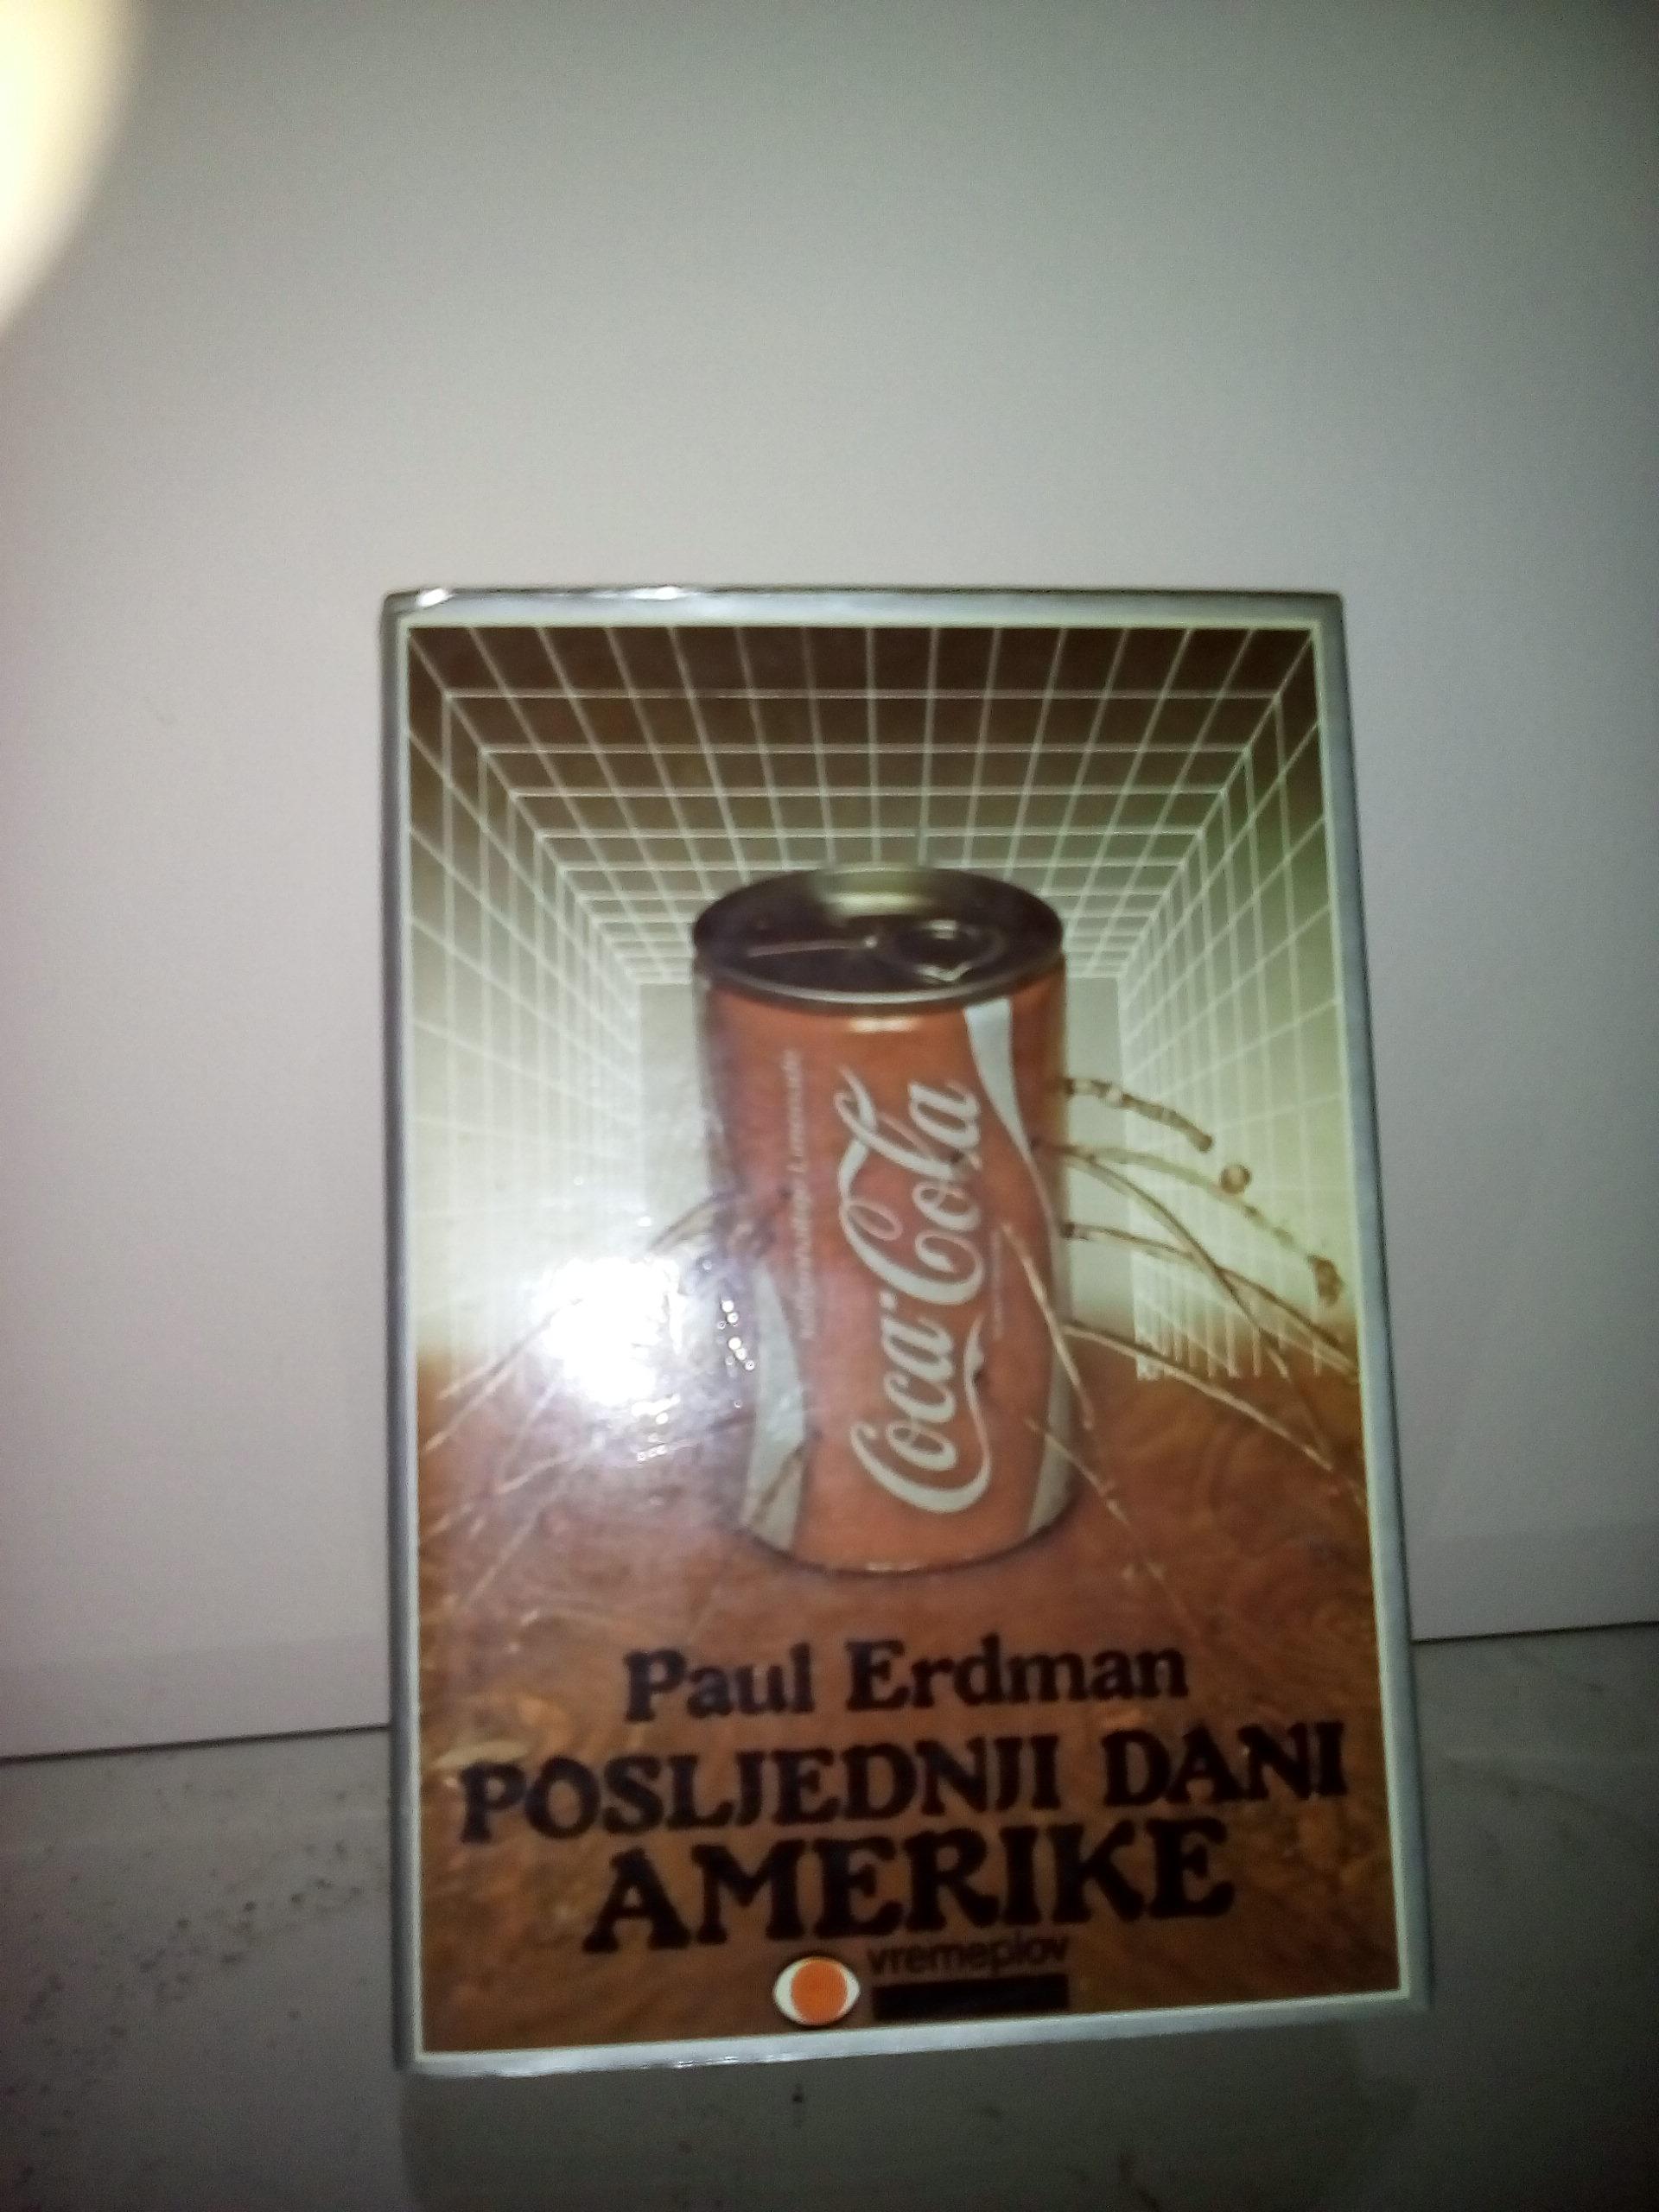 Coca-Cola
Paul Erdman
POSLJEDNJI DANI
AMERIKE
vremeplov